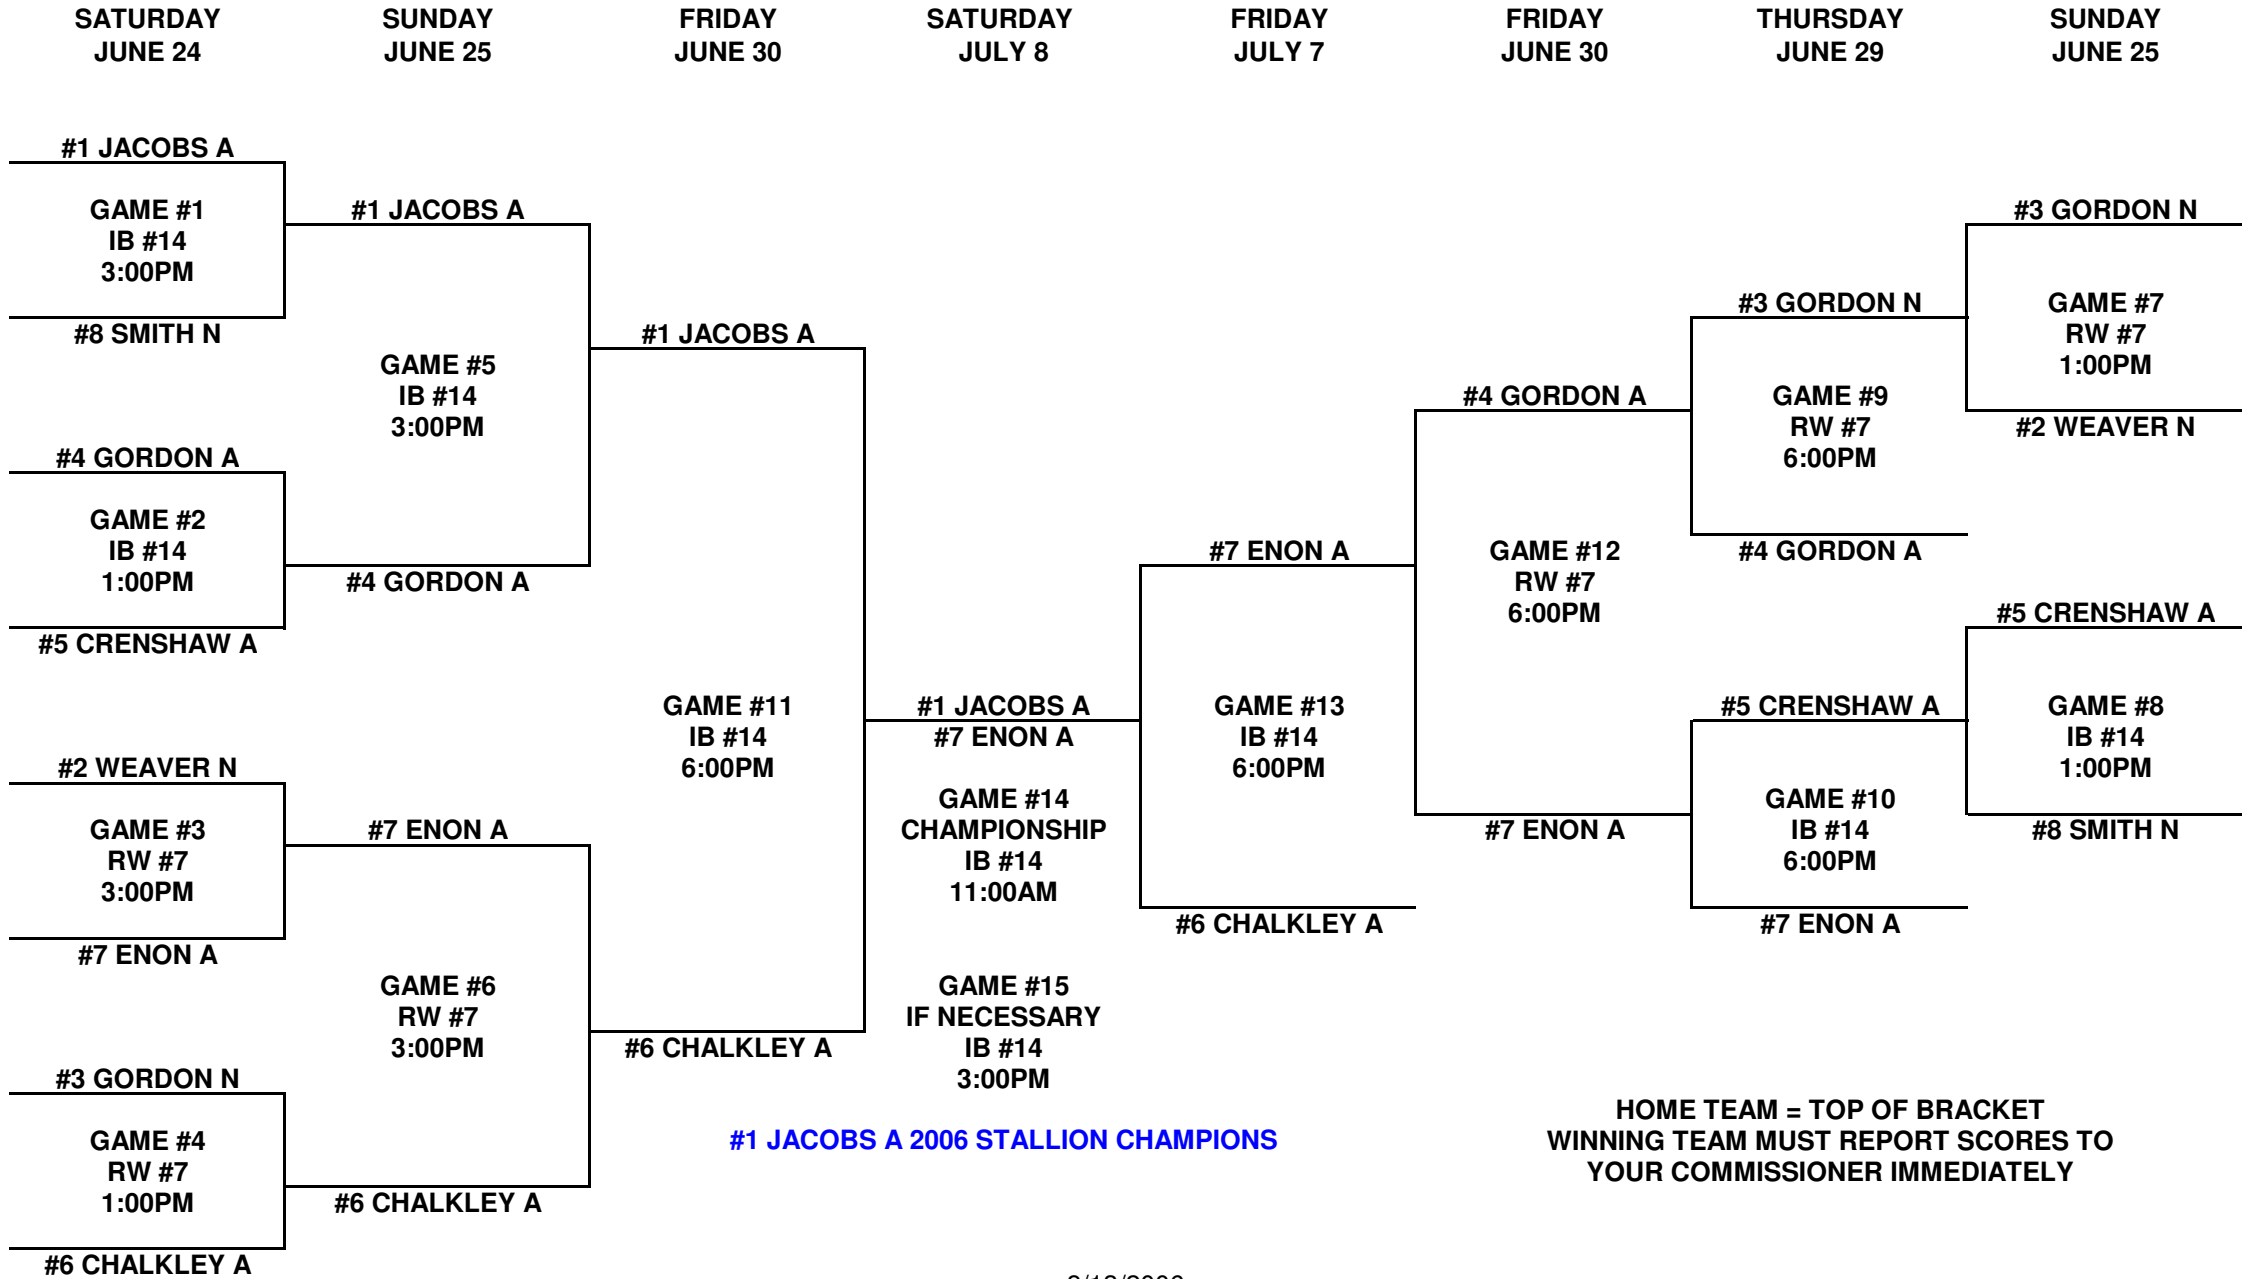 SATURDAY
JUNE 24
SUNDAY
JUNE 25
FRIDAY
JUNE 30
SATURDAY
JULY 8
FRIDAY
JULY 7
FRIDAY
JUNE 30
THURSDAY
JUNE 29
SUNDAY
JUNE 25
#1 JACOBS A
GAME #1
IB #14
3:00PM
#8 SMITH N
#4 GORDON A
GAME #2
IB #14
1:00PM
#5 CRENSHAW A
#2 WEAVER N
GAME #3
RW #7
3:00PM
#7 ENON A
#3 GORDON N
GAME #4
RW #7
1:00PM
#6 CHALKLEY A
#1 JACOBS A
GAME #5
IB #14
3:00PM
#4 GORDON A
#7 ENON A
GAME #6
RW #7
3:00PM
#6 CHALKLEY A
#1 JACOBS A
GAME #11
IB #14
6:00PM
#6 CHALKLEY A
#1 JACOBS A
#7 ENON A
GAME #14
CHAMPIONSHIP
IB #14
11:00AM
GAME #15
IF NECESSARY
IB #14
3:00PM
#1 JACOBS A 2006 STALLION CHAMPIONS
#7 ENON A
GAME #13
IB #14
6:00PM
#6 CHALKLEY A
#4 GORDON A
GAME #12
RW #7
6:00PM
#7 ENON A
#3 GORDON N
GAME #9
RW #7
6:00PM
#4 GORDON A
#5 CRENSHAW A
GAME #10
IB #14
6:00PM
#7 ENON A
#3 GORDON N
GAME #7
RW #7
1:00PM
#2 WEAVER N
#5 CRENSHAW A
GAME #8
IB #14
1:00PM
#8 SMITH N
HOME TEAM = TOP OF BRACKET
WINNING TEAM MUST REPORT SCORES TO
YOUR COMMISSIONER IMMEDIATELY